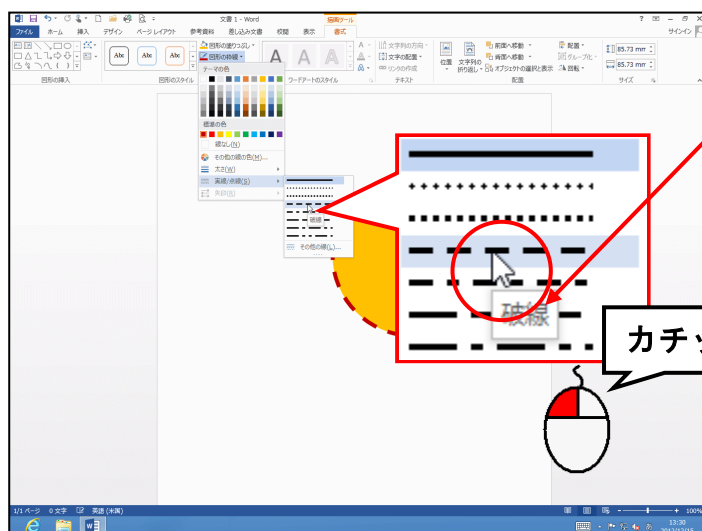 文書 1 - Word
描画ツール
ファイル ホーム 挿入 デザイン ページ レイアウト 参考資料 差し込み文書 校閲 表示 書式 サインイン
Abc Abc Abc
図形の塗りつぶし
図形の枠線
A A A
文字列の方向
文字の配置
リンクの作成
位置 文字列の折り返し
前面へ移動
背面へ移動
オブジェクトの選択と表示
配置
グループ化
回転
85.73 mm
85.73 mm
図形の挿入 図形のスタイル ワードアートのスタイル テキスト 配置 サイズ
テーマの色
標準の色
線なし(N)
その他の線の色(M)...
太さ(W)
実線/点線(S)
矢印(R)
破線
その他の線(L)...
破線
カチッ
1/1 ページ 0 文字 英語 (米国) 100%
13:30
2012/12/15